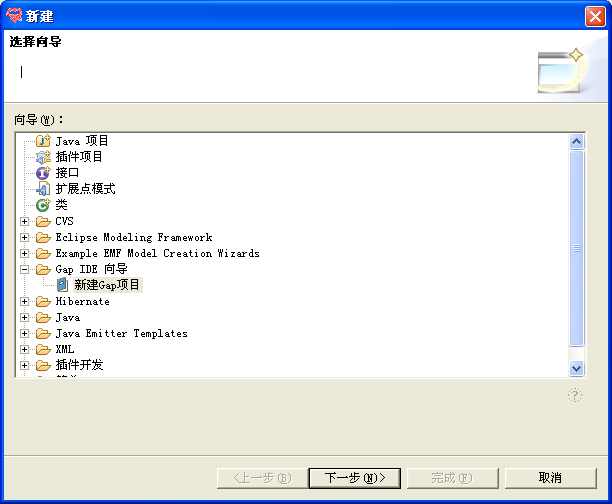 新建
选择向导
向导(W)：
Java 项目
插件项目
接口
扩展点模式
类
CVS
Eclipse Modeling Framework
Example EMF Model Creation Wizards
Gap IDE 向导
新建Gap项目
Hibernate
Java
Java Emitter Templates
XML
插件开发
<上一步(B) 下一步(N)> 完成(F) 取消